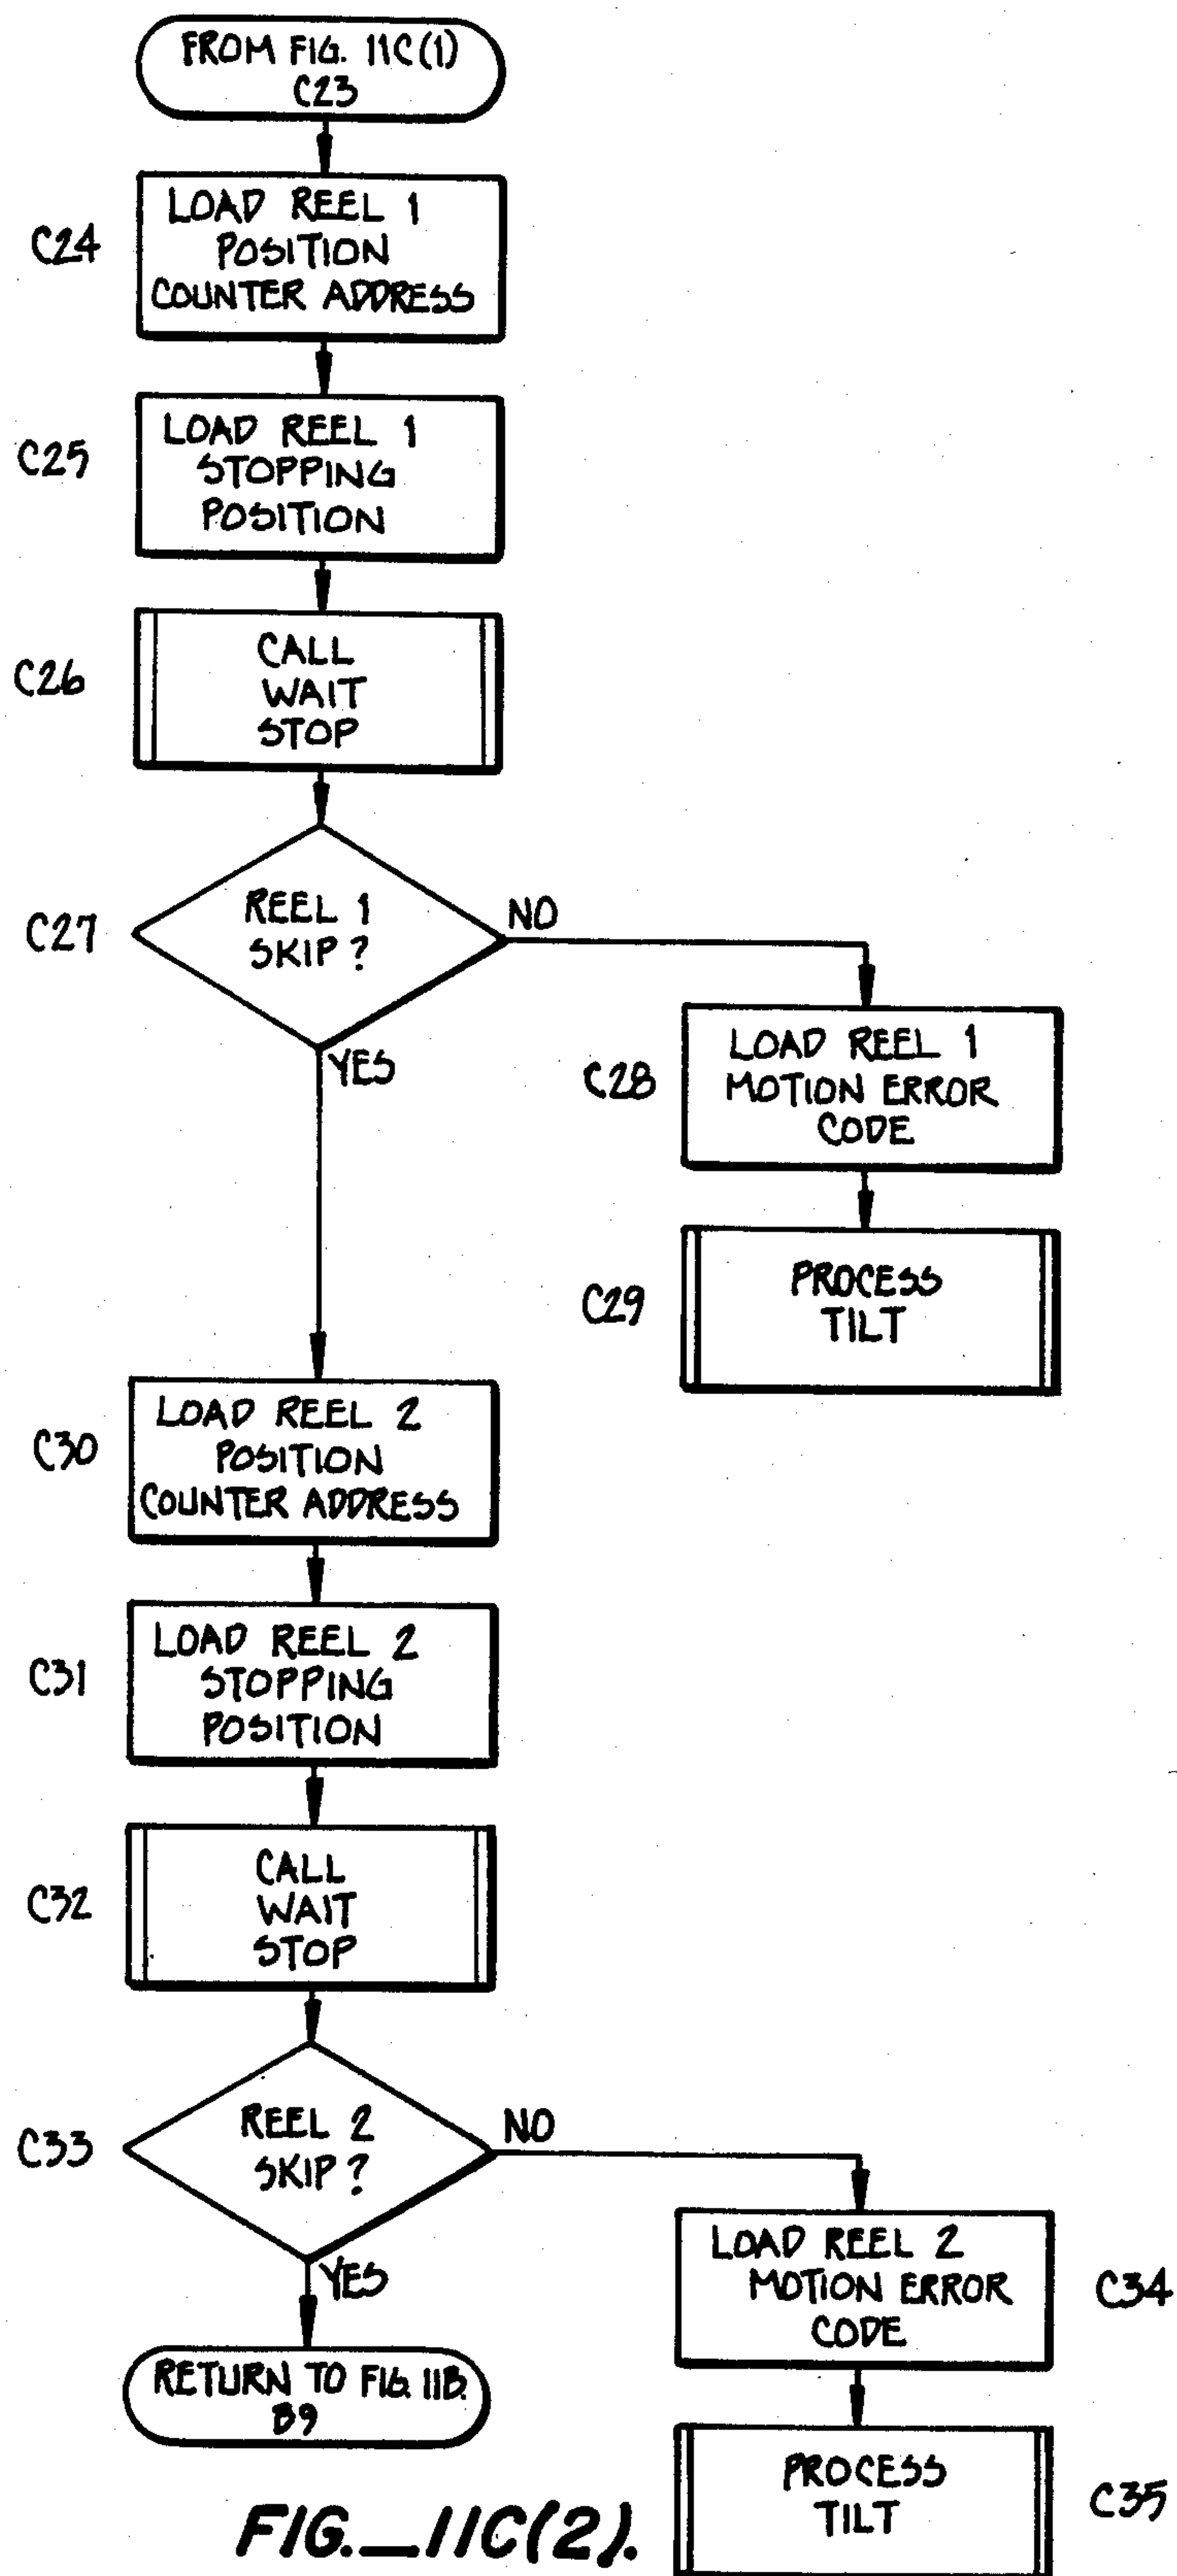 FROM FIG. 11C(1)
C23
C24
LOAD REEL 1
POSITION
COUNTER ADDRESS
C25
LOAD REEL 1
STOPPING
POSITION
C26
CALL
WAIT
STOP
C27
REEL 1
SKIP?
NO
YES
C28
LOAD REEL 1
MOTION ERROR
CODE
C29
PROCESS
TILT
C30
LOAD REEL 2
POSITION
COUNTER ADDRESS
C31
LOAD REEL 2
STOPPING
POSITION
C32
CALL
WAIT
STOP
C33
REEL 2
SKIP?
NO
YES
LOAD REEL 2
MOTION ERROR
CODE
C34
RETURN TO FIG. 11B.
B9
PROCESS
TILT
C35
FIG._11C(2).